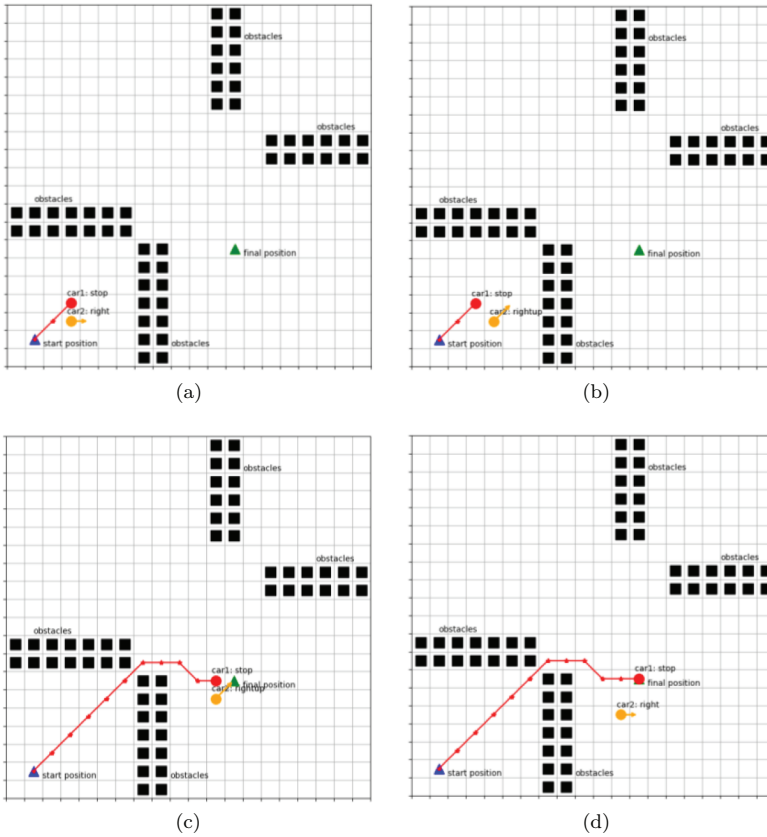 obstacles
obstacles
obstacles
final position
car1: stop
car2: right
start position
obstacles
(a)
obstacles
obstacles
obstacles
final position
car1: stop
car2: rightup
start position
obstacles
(b)
obstacles
obstacles
obstacles
car1: stop
final position
car2: rightup
start position
obstacles
(c)
obstacles
obstacles
obstacles
car1: stop
final position
car2: right
start position
obstacles
(d)